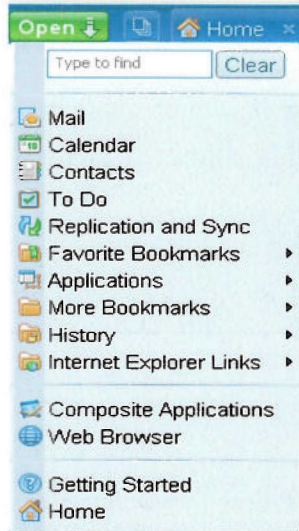 Open Home
Type to find Clear
Mail
Calendar
Contacts
To Do
Replication and Sync
Favorite Bookmarks
Applications
More Bookmarks
History
Internet Explorer Links
Composite Applications
Web Browser
Getting Started
Home